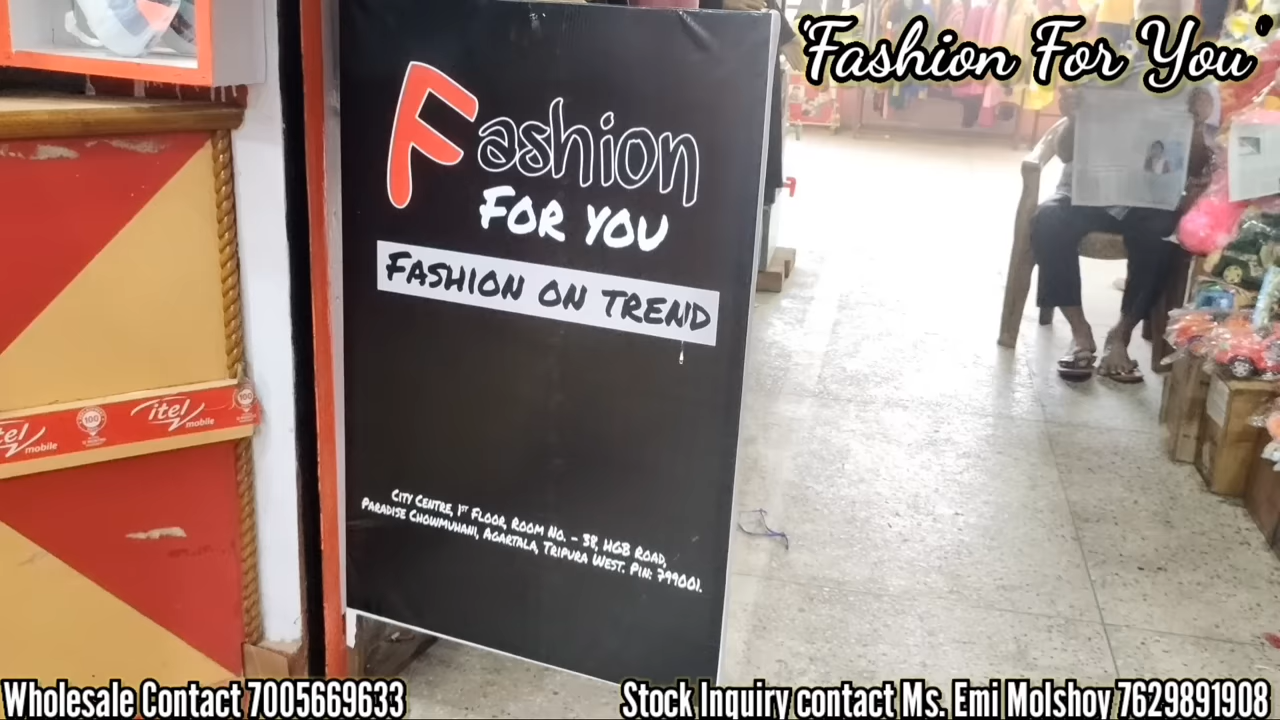 'Fashion For You'
Fashion
FOR YOU
FASHION ON TREND
CITY CENTRE, 1ST FLOOR, ROOM NO. - 38, HGB ROAD,
PARADISE CHOWMUHANI, AGARTALA, TRIPURA WEST. PIN: 799001.
itel
mobile
100
itel
mobile
100
Wholesale Contact 7005669633
Stock Inquiry contact Ms. Emi Molshoy 7629891908